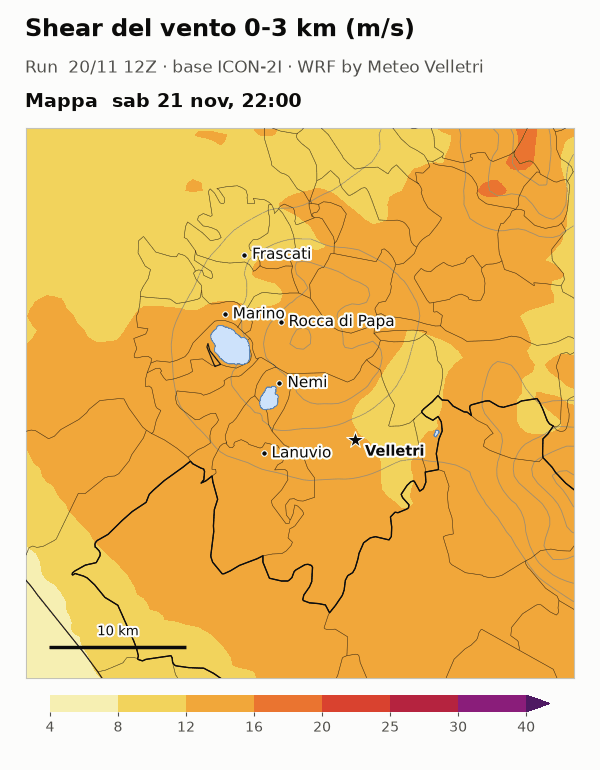 Shear del vento 0-3 km (m/s)
Run  20/11 12Z · base ICON-2I · WRF by Meteo Velletri
Mappa  sab 21 nov, 22:00
Frascati
Marino
Rocca di Papa
Nemi
Velletri
Lanuvio
10 km
4 8 12 16 20 25 30 40